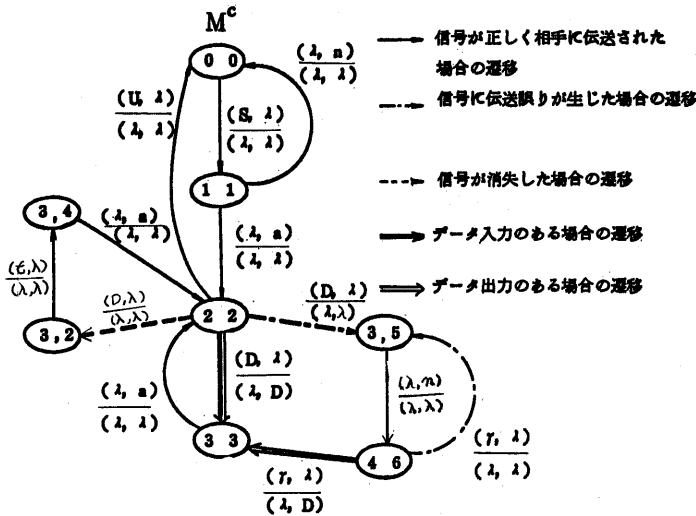 M^C
0 0
(λ, n)
(λ, λ)
(U, λ)
(λ, λ)
(S, λ)
(λ, λ)
1 1
3, 4
(λ, a)
(λ, λ)
(λ, a)
(λ, λ)
(t, λ)
(λ, λ)
(D, λ)
(λ, λ)
2 2
(D, λ)
(λ, λ)
3, 2
3, 5
(D, λ)
(λ, D)
(λ, a)
(λ, λ)
(λ, n)
(λ, λ)
3 3
4 6
(γ, λ)
(λ, λ)
(γ, λ)
(λ, D)
信号が正しく相手に伝送された
場合の遷移
信号に伝送誤りが生じた場合の遷移
信号が消失した場合の遷移
データ入力のある場合の遷移
データ出力のある場合の遷移